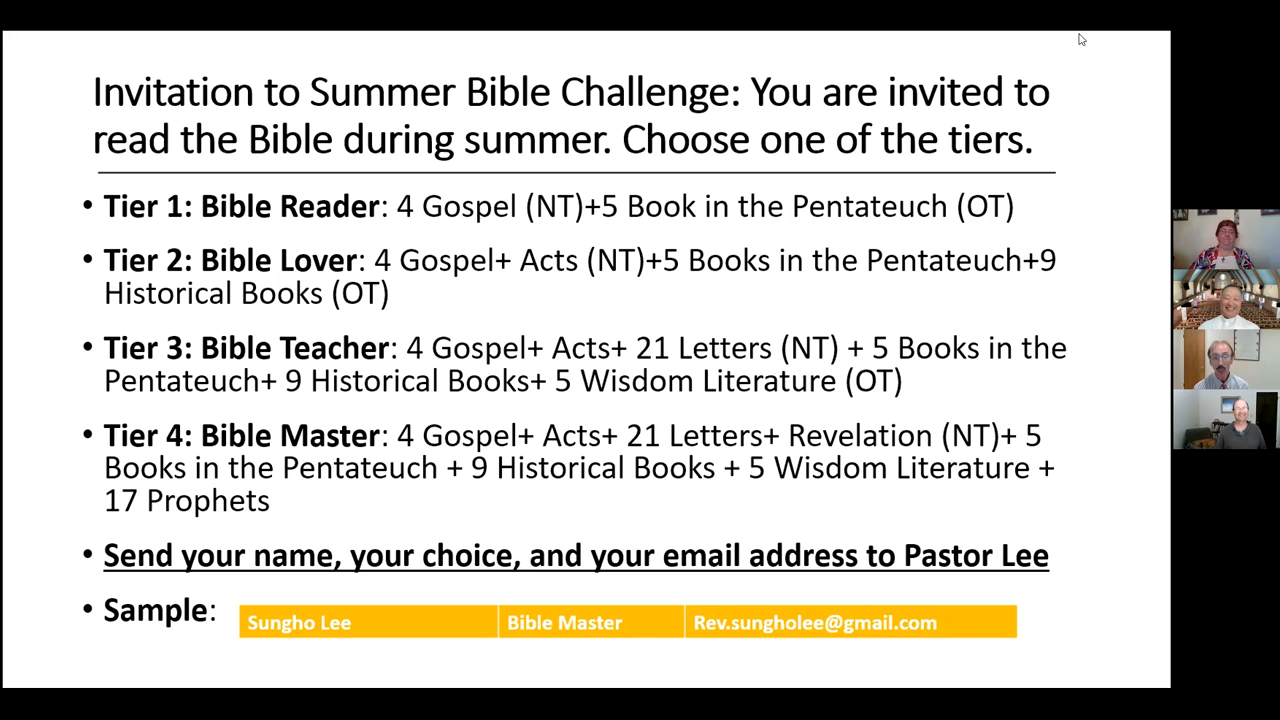 Invitation to Summer Bible Challenge: You are invited to
read the Bible during summer. Choose one of the tiers.
• Tier 1: Bible Reader: 4 Gospel (NT)+5 Book in the Pentateuch (OT)
• Tier 2: Bible Lover: 4 Gospel+ Acts (NT)+5 Books in the Pentateuch+9
Historical Books (OT)
• Tier 3: Bible Teacher: 4 Gospel+ Acts+ 21 Letters (NT) + 5 Books in the
Pentateuch+ 9 Historical Books+ 5 Wisdom Literature (OT)
• Tier 4: Bible Master: 4 Gospel+ Acts+ 21 Letters+ Revelation (NT)+ 5
Books in the Pentateuch + 9 Historical Books + 5 Wisdom Literature +
17 Prophets
• Send your name, your choice, and your email address to Pastor Lee
• Sample: Sungho Lee Bible Master Rev.sungholee@gmail.com